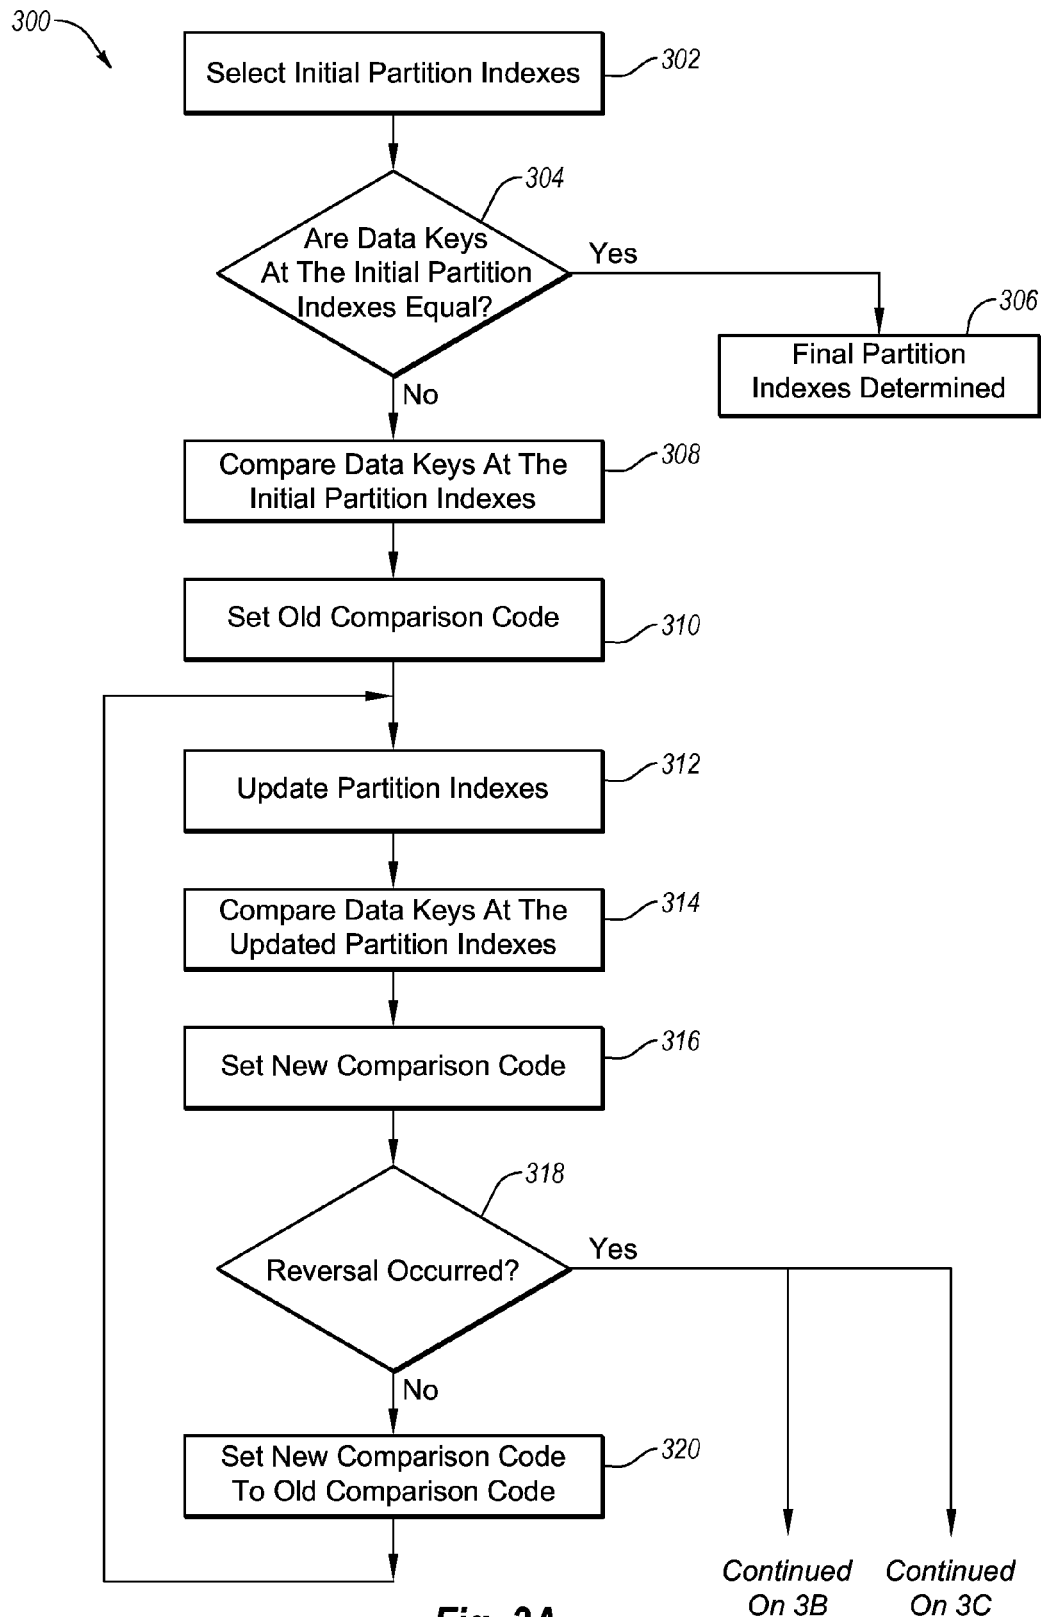 300
Select Initial Partition Indexes
302
304
Are Data Keys
At The Initial Partition
Indexes Equal?
Yes
306
Final Partition
Indexes Determined
No
Compare Data Keys At The
Initial Partition Indexes
308
Set Old Comparison Code
310
Update Partition Indexes
312
Compare Data Keys At The
Updated Partition Indexes
314
Set New Comparison Code
316
318
Reversal Occurred?
Yes
No
Set New Comparison Code
To Old Comparison Code
320
Continued
On 3B
Continued
On 3C
Fig. 3A